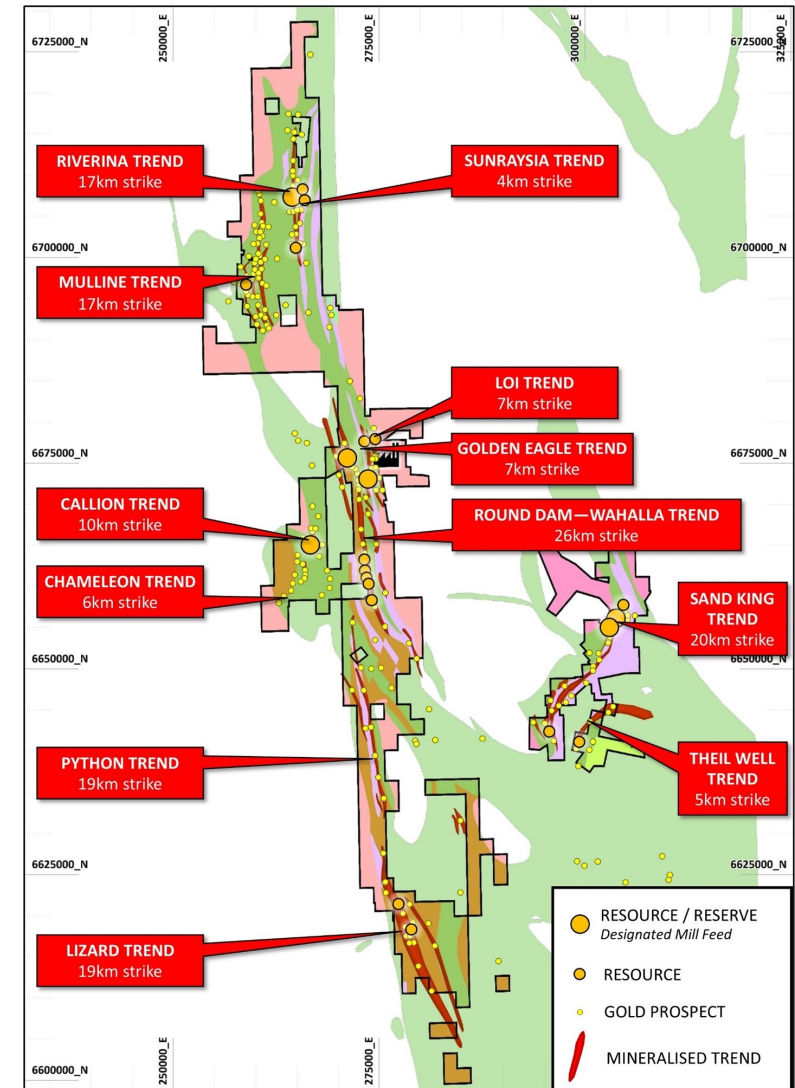 6725000_N
250000_E
275000_E
300000_E
6725000_N
325000_E
RIVERINA TREND
17km strike
SUNRAYSIA TREND
4km strike
6700000_N
6700000_N
MULLINE TREND
17km strike
LOI TREND
7km strike
GOLDEN EAGLE TREND
7km strike
6675000_N
6675000_N
CALLION TREND
10km strike
ROUND DAM—WAHALLA TREND
26km strike
CHAMELEON TREND
6km strike
SAND KING
TREND
20km strike
6650000_N
6650000_N
PYTHON TREND
19km strike
THEIL WELL
TREND
5km strike
6625000_N
6625000_N
LIZARD TREND
19km strike
RESOURCE / RESERVE
Designated Mill Feed
RESOURCE
GOLD PROSPECT
MINERALISED TREND
6600000_N
250000_E
275000_E